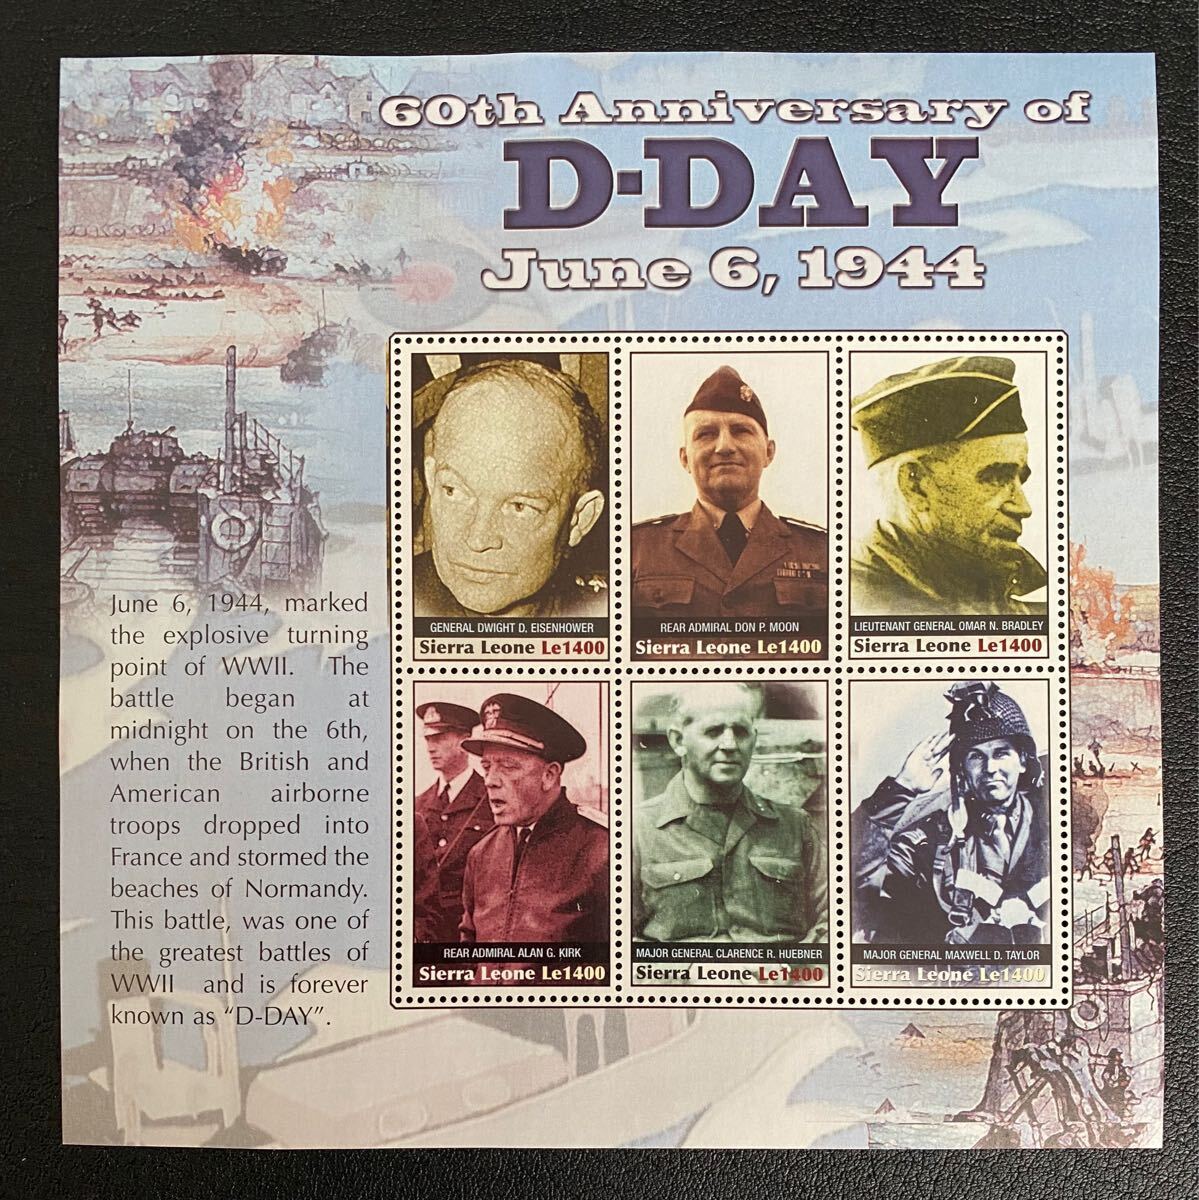 60th Anniversary of
D-DAY
June 6, 1944
GENERAL DWIGHT D. EISENHOWER
Sierra Leone Le1400
REAR ADMIRAL DON P. MOON
Sierra Leone Le1400
LIEUTENANT GENERAL OMAR N. BRADLEY
Sierra Leone Le1400
REAR ADMIRAL ALAN G. KIRK
Sierra Leone Le1400
MAJOR GENERAL CLARENCE R. HUEBNER
Sierra Leone Le1400
MAJOR GENERAL MAXWELL D. TAYLOR
Sierra Leone Le1400
June 6, 1944, marked
the explosive turning
point of WWII. The
battle began at
midnight on the 6th,
when the British and
American airborne
troops dropped into
France and stormed the
beaches of Normandy.
This battle, was one of
the greatest battles of
WWII and is forever
known as “D-DAY”.